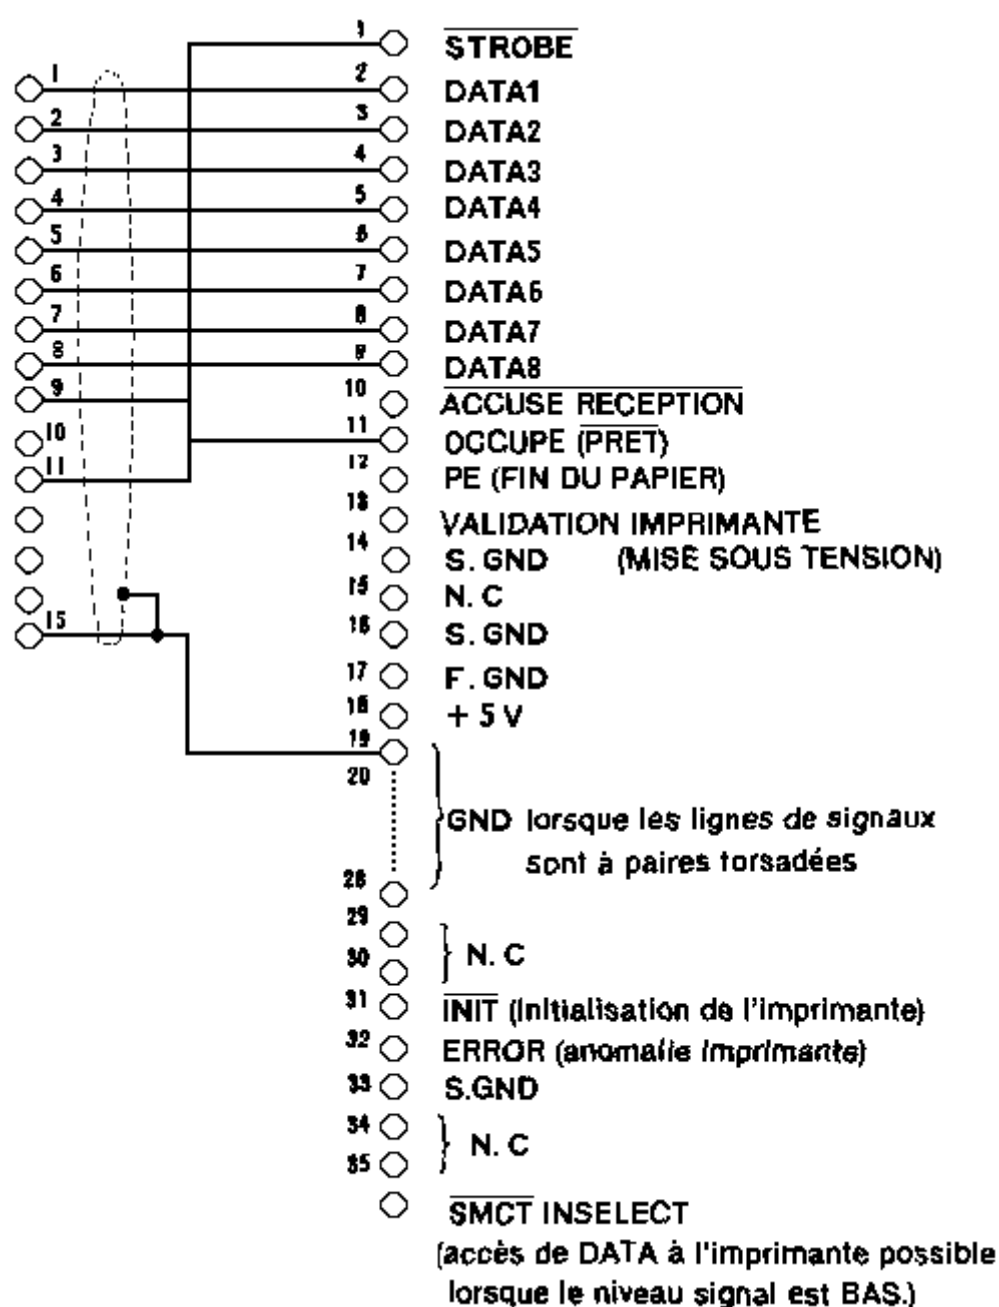 1 STROBE
1 2 DATA1
2 3 DATA2
3 4 DATA3
4 5 DATA4
5 6 DATA5
6 7 DATA6
7 8 DATA7
8 9 DATA8
9 10 ACCUSE RECEPTION
10 11 OCCUPE (PRET)
11 12 PE (FIN DU PAPIER)
13 VALIDATION IMPRIMANTE
14 S. GND (MISE SOUS TENSION)
15 N. C
15 16 S. GND
17 F. GND
18 + 5 V
19
20
GND lorsque les lignes de signaux
sont à paires torsadées
28
29
30 N. C
31 INIT (Initialisation de l'imprimante)
32 ERROR (anomalie imprimante)
33 S.GND
34
35 N. C
SMCT INSELECT
(accès de DATA à l'imprimante possible
lorsque le niveau signal est BAS.)